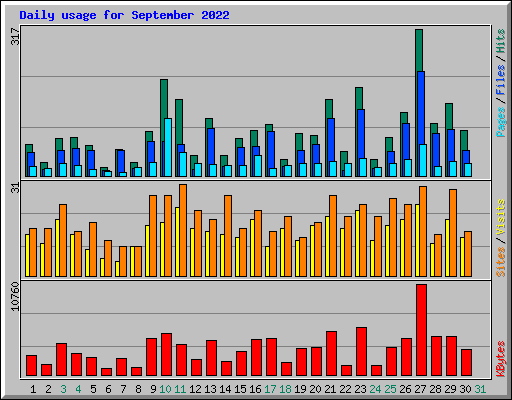 Daily usage for September 2022
317
Pages / Files / Hits
31
Sites / Visits
10760
KBytes
1 2 3 4 5 6 7 8 9 10 11 12 13 14 15 16 17 18 19 20 21 22 23 24 25 26 27 28 29 30 31